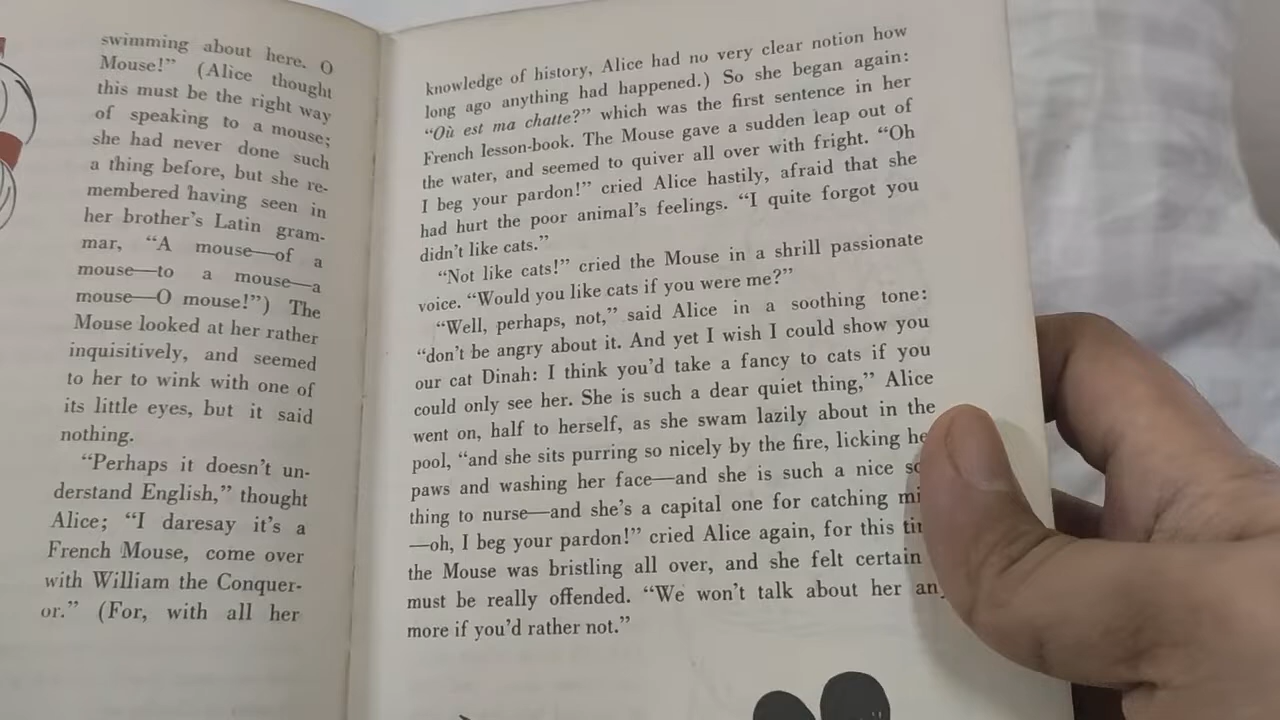 swimming about here. O
Mouse!” (Alice thought
this must be the right way
of speaking to a mouse;
she had never done such
a thing before, but she re-
membered having seen in
her brother’s Latin gram-
mar, “A mouse—of a
mouse—to a mouse—a
mouse—O mouse!”) The
Mouse looked at her rather
inquisitively, and seemed
to her to wink with one of
its little eyes, but it said
nothing.
“Perhaps it doesn’t un-
derstand English,” thought
Alice; “I daresay it’s a
French Mouse, come over
with William the Conquer-
or.” (For, with all her
knowledge of history, Alice had no very clear notion how
long ago anything had happened.) So she began again:
“Où est ma chatte?” which was the first sentence in her
French lesson-book. The Mouse gave a sudden leap out of
the water, and seemed to quiver all over with fright. “Oh
I beg your pardon!” cried Alice hastily, afraid that she
had hurt the poor animal’s feelings. “I quite forgot you
didn’t like cats.”
“Not like cats!” cried the Mouse in a shrill passionate
voice. “Would you like cats if you were me?”
“Well, perhaps, not,” said Alice in a soothing tone:
“don’t be angry about it. And yet I wish I could show you
our cat Dinah: I think you’d take a fancy to cats if you
could only see her. She is such a dear quiet thing,” Alice
went on, half to herself, as she swam lazily about in the
pool, “and she sits purring so nicely by the fire, licking
paws and washing her face—and she is such a nice
thing to nurse—and she’s a capital one for catching
—oh, I beg your pardon!” cried Alice again, for this
the Mouse was bristling all over, and she felt certain
must be really offended. “We won’t talk about her
more if you’d rather not.”